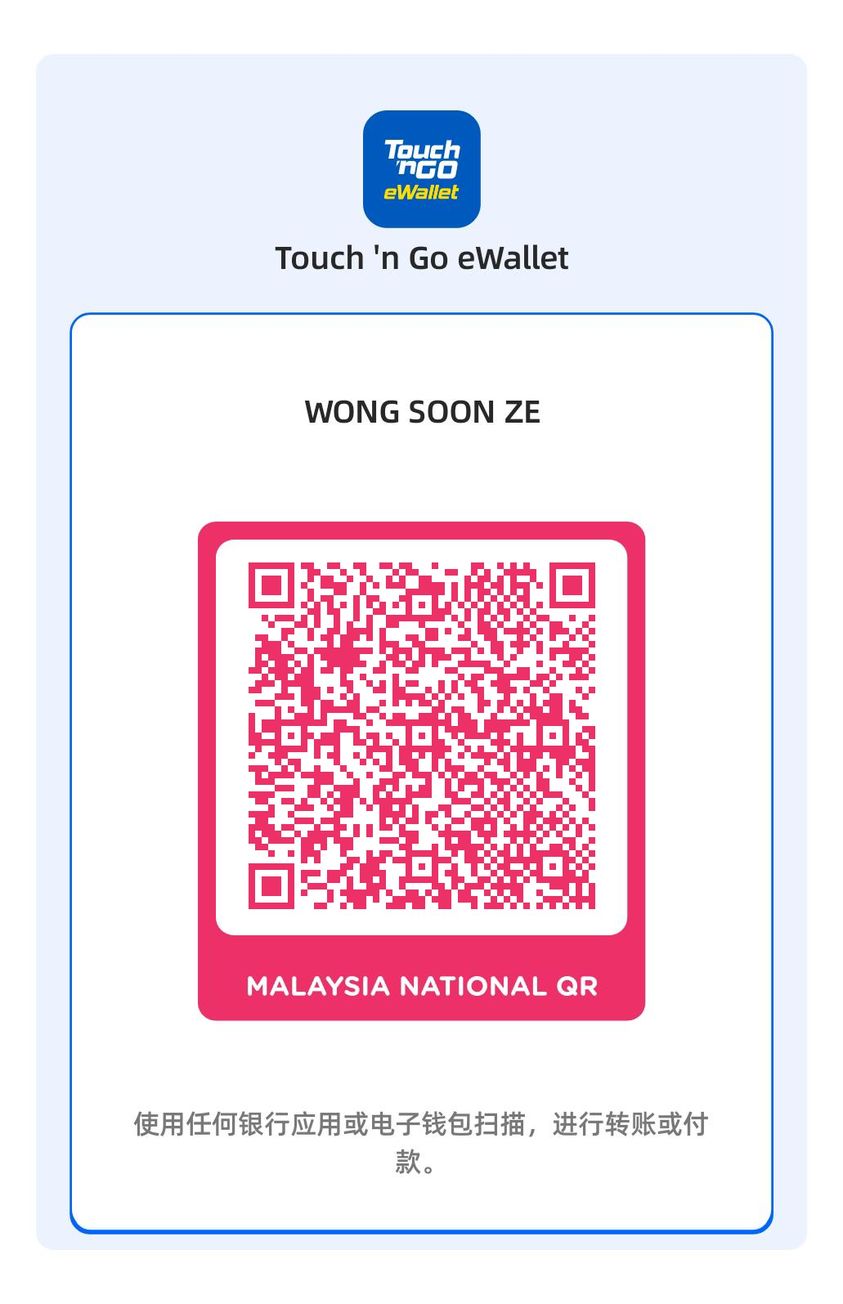 Touch
'nGO
eWallet
Touch 'n Go eWallet
WONG SOON ZE
MALAYSIA NATIONAL QR
使用任何银行应用或电子钱包扫描，进行转账或付
款。